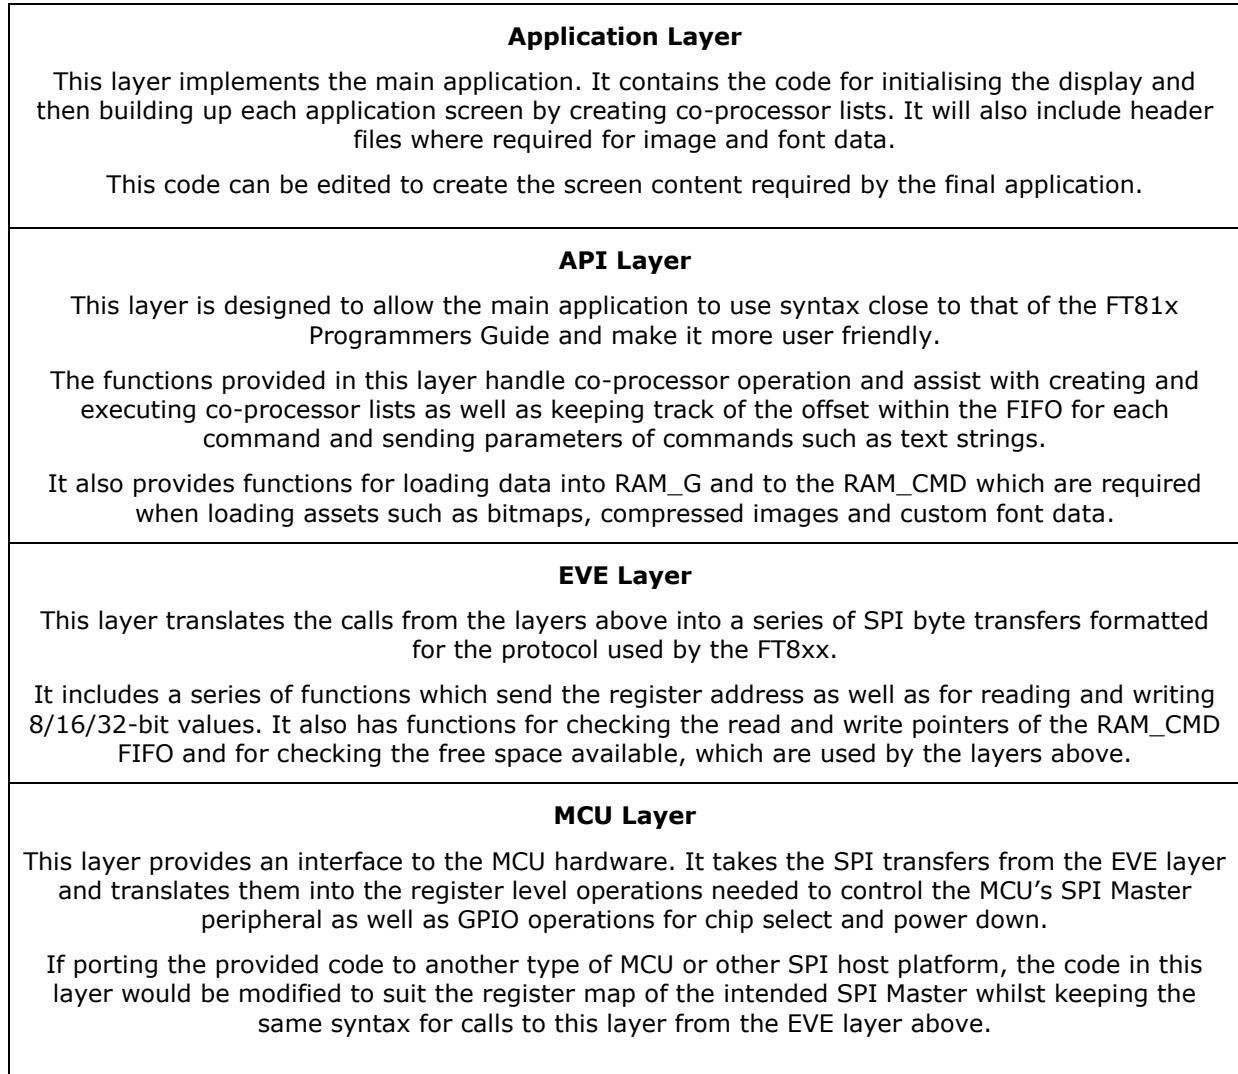 Application Layer
This layer implements the main application. It contains the code for initialising the display and
then building up each application screen by creating co-processor lists. It will also include header
files where required for image and font data.
This code can be edited to create the screen content required by the final application.
API Layer
This layer is designed to allow the main application to use syntax close to that of the FT81x
Programmers Guide and make it more user friendly.
The functions provided in this layer handle co-processor operation and assist with creating and
executing co-processor lists as well as keeping track of the offset within the FIFO for each
command and sending parameters of commands such as text strings.
It also provides functions for loading data into RAM_G and to the RAM_CMD which are required
when loading assets such as bitmaps, compressed images and custom font data.
EVE Layer
This layer translates the calls from the layers above into a series of SPI byte transfers formatted
for the protocol used by the FT8xx.
It includes a series of functions which send the register address as well as for reading and writing
8/16/32-bit values. It also has functions for checking the read and write pointers of the RAM_CMD
FIFO and for checking the free space available, which are used by the layers above.
MCU Layer
This layer provides an interface to the MCU hardware. It takes the SPI transfers from the EVE layer
and translates them into the register level operations needed to control the MCU’s SPI Master
peripheral as well as GPIO operations for chip select and power down.
If porting the provided code to another type of MCU or other SPI host platform, the code in this
layer would be modified to suit the register map of the intended SPI Master whilst keeping the
same syntax for calls to this layer from the EVE layer above.